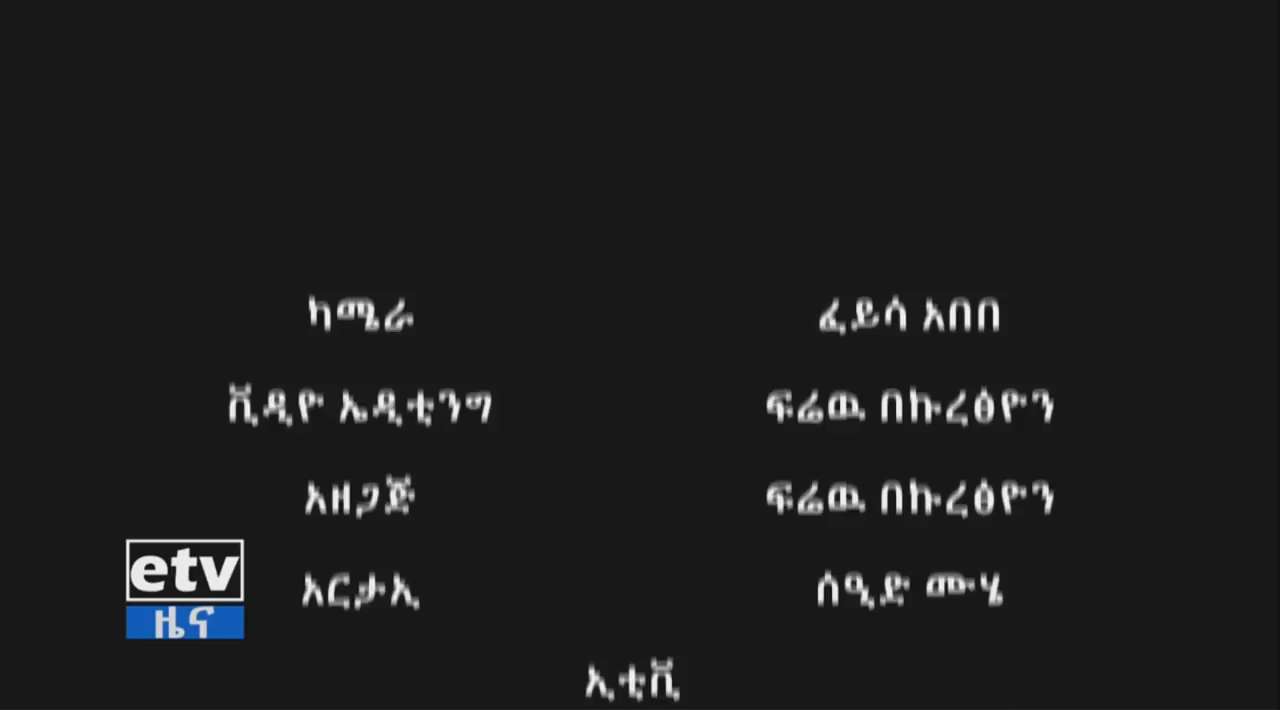 ካሜራ ፈይሳ አበበ
ቪዲዮ ኤዲቲንግ ፍሬዉ በኩረፅዮን
አዘጋጅ ፍሬዉ በኩረፅዮን
አርታኢ ሰዒድ ሙሄ
etv
ዜና
ኢቲቪ